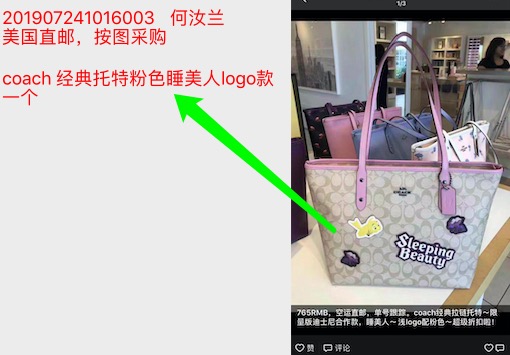 201907241016003 何汝兰
美国直邮，按图采购
coach 经典托特粉色睡美人logo款
一个
1/3
COACH
Sleeping
Beauty
765RMB，空运直邮，单号跟踪。coach经典拉链托特～限
量版迪士尼合作款，睡美人～ 浅logo配粉色～超级折扣啦！
赞 评论